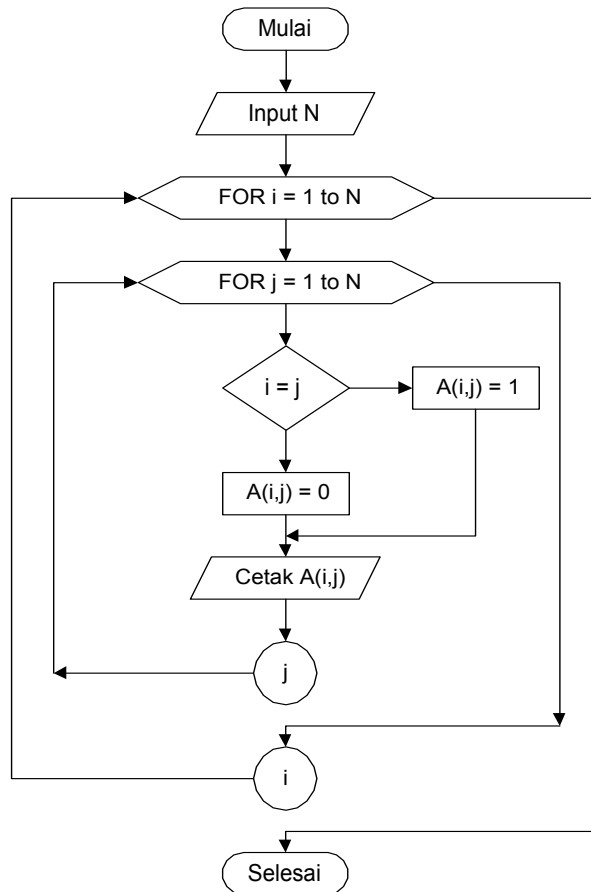 Mulai
Input N
FOR i = 1 to N
FOR j = 1 to N
i = j
A(i,j) = 1
A(i,j) = 0
Cetak A(i,j)
j
i
Selesai